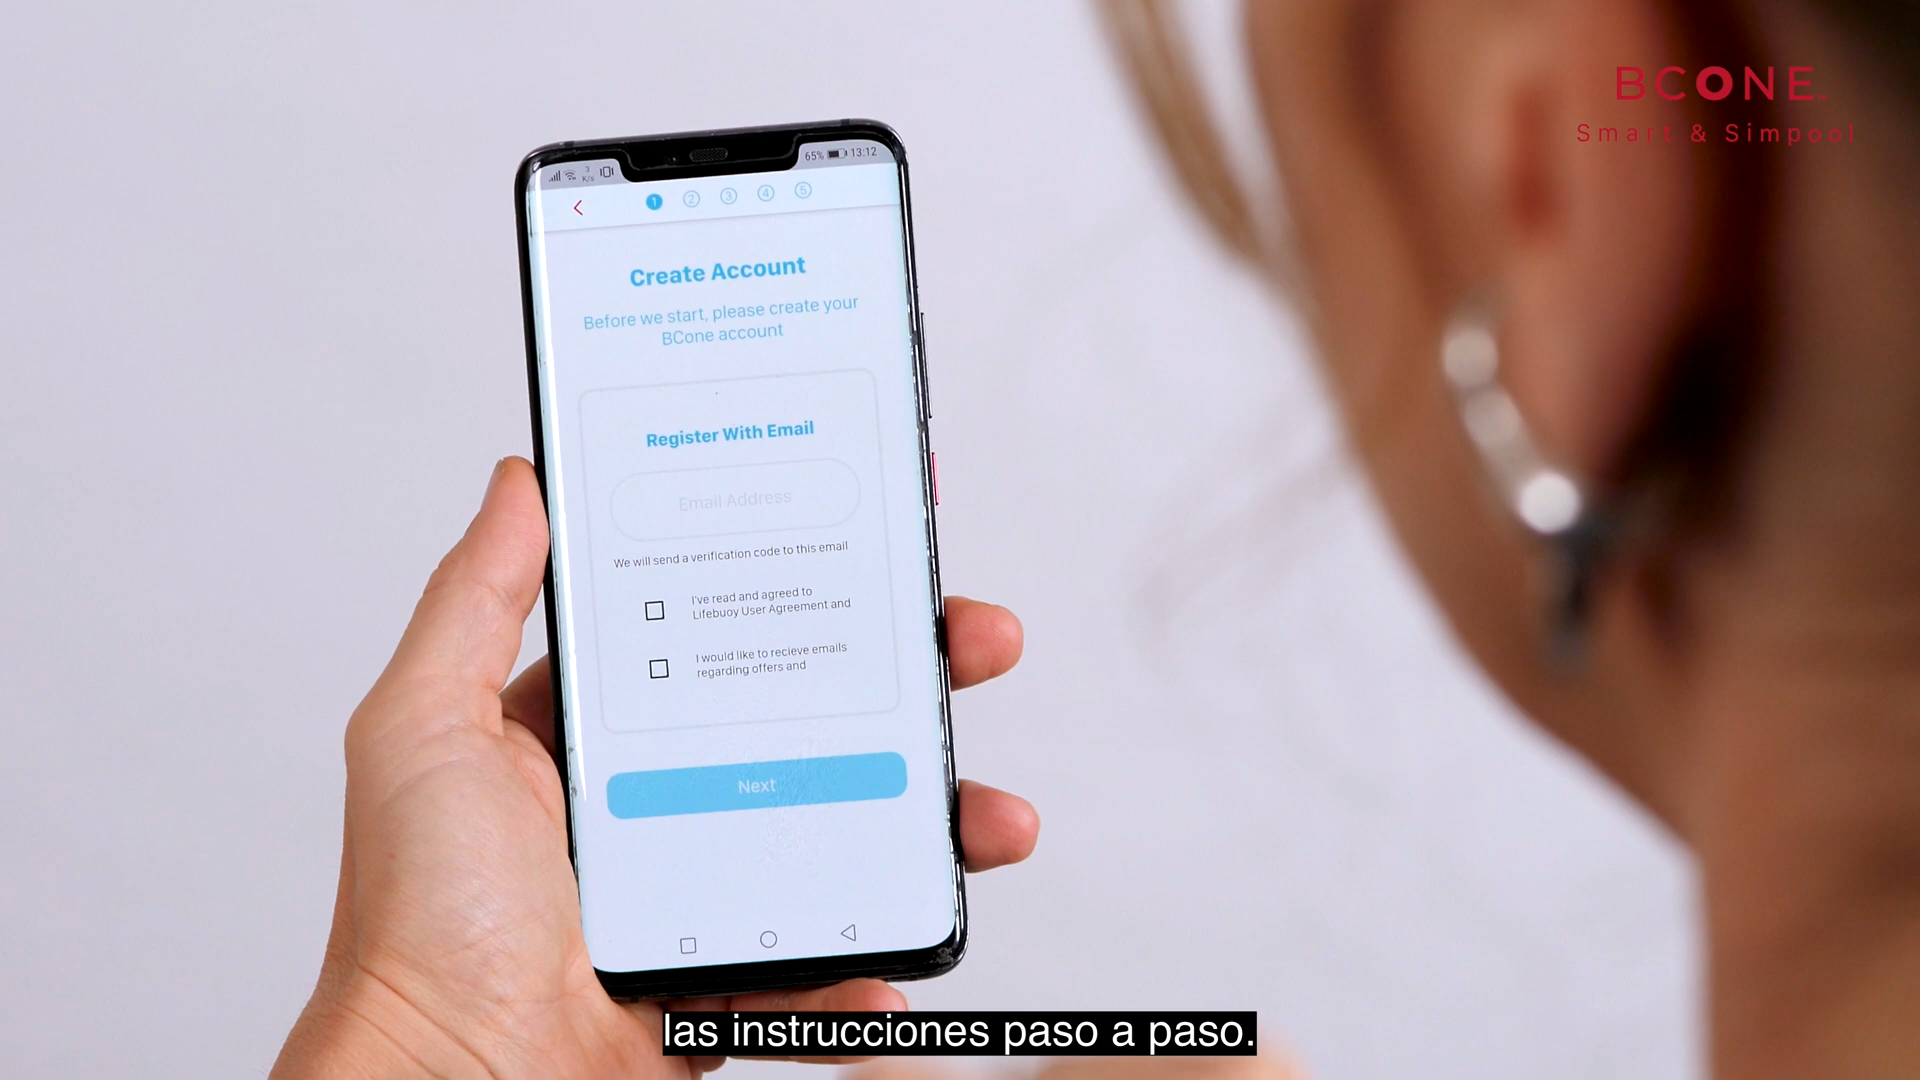 BCONE
Smart & Simpool
3
K/s
65% 13:12
1 2 3 4 5
Create Account
Before we start, please create your
BCone account
Register With Email
Email Address
We will send a verification code to this email
I've read and agreed to
Lifebuoy User Agreement and
I would like to recieve emails
regarding offers and
Next
las instrucciones paso a paso.